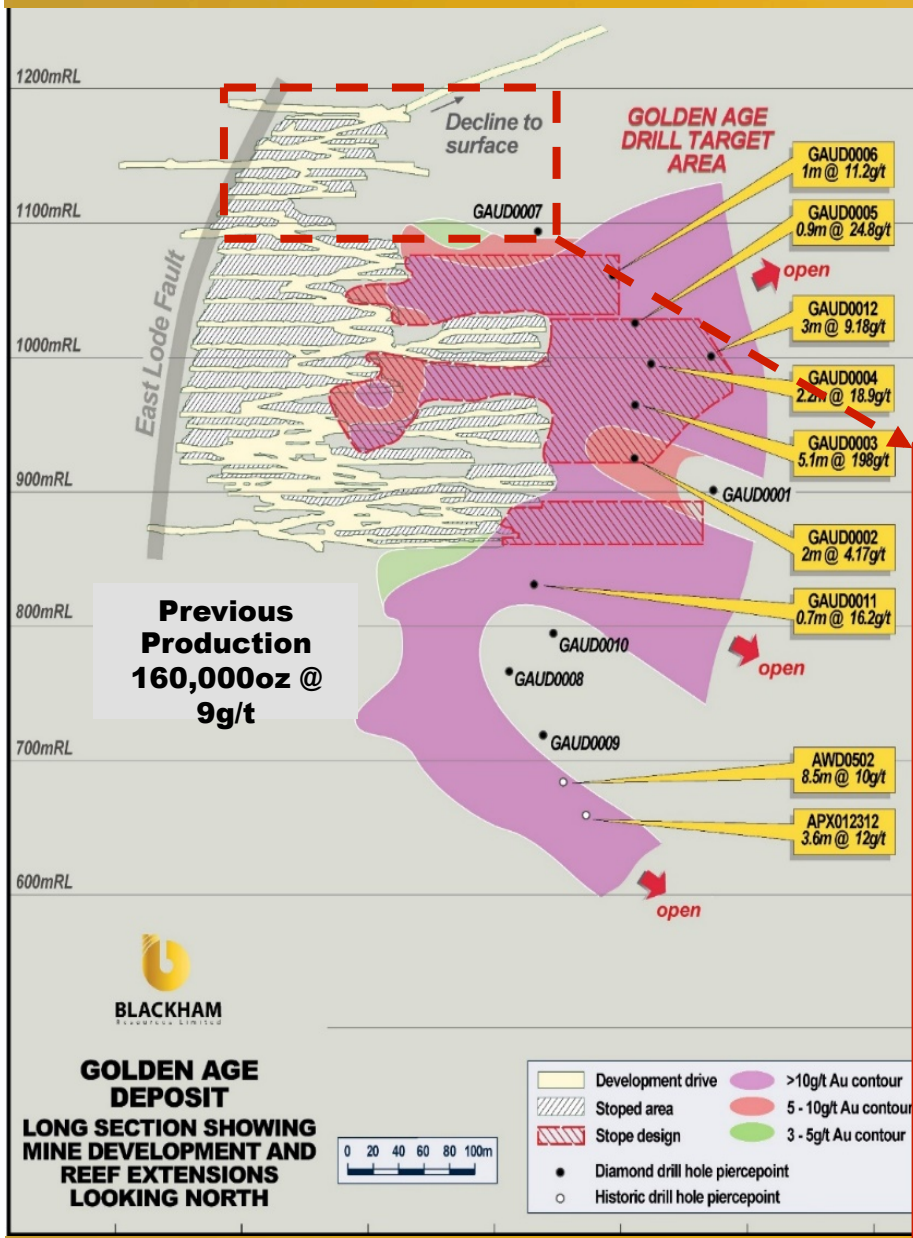 1200mRL
Decline to
surface
GOLDEN AGE
DRILL TARGET
AREA
GAUD0006
1m @ 11.2g/t
1100mRL
GAUD0007
GAUD0005
0.9m @ 24.8g/t
open
East Lode Fault
GAUD0012
3m @ 9.18g/t
1000mRL
GAUD0004
2.2m @ 18.9g/t
GAUD0003
5.1m @ 198g/t
900mRL
GAUD0001
GAUD0002
2m @ 4.17g/t
GAUD0011
0.7m @ 16.2g/t
800mRL
Previous
Production
160,000oz @
9g/t
GAUD0010
open
GAUD0008
700mRL
GAUD0009
AWD0502
8.5m @ 10g/t
APX012312
3.6m @ 12g/t
600mRL
open
BLACKHAM
Resources Limited
GOLDEN AGE
DEPOSIT
LONG SECTION SHOWING
MINE DEVELOPMENT AND
REEF EXTENSIONS
LOOKING NORTH
0 20 40 60 80 100m
Development drive
Stoped area
Stope design
>10g/t Au contour
5 - 10g/t Au contour
3 - 5g/t Au contour
Diamond drill hole piercepoint
Historic drill hole piercepoint